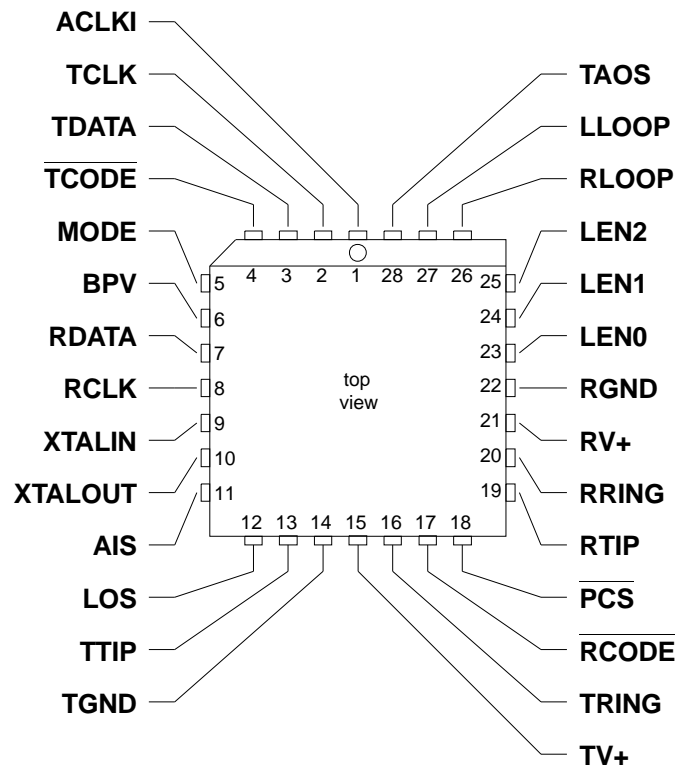 ACLKI
TCLK
TDATA
TCODE
MODE
BPV
RDATA
RCLK
XTALIN
XTALOUT
AIS
LOS
TTIP
TGND
TAOS
LLOOP
RLOOP
LEN2
LEN1
LEN0
RGND
RV+
RRING
RTIP
PCS
RCODE
TRING
TV+
4 3 2 1 28 27 26
5
6
7
8
9
10
11
25
24
23
22
21
20
19
top
view
12 13 14 15 16 17 18